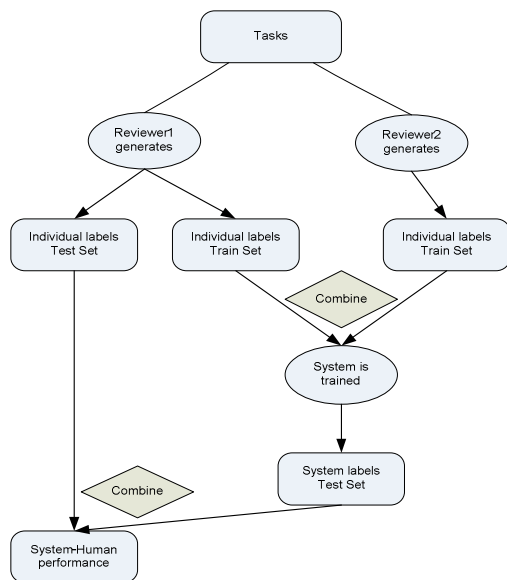 Tasks
Reviewer1
generates
Reviewer2
generates
Individual labels
Test Set
Individual labels
Train Set
Individual labels
Train Set
Combine
System is
trained
System labels
Test Set
Combine
System-Human
performance